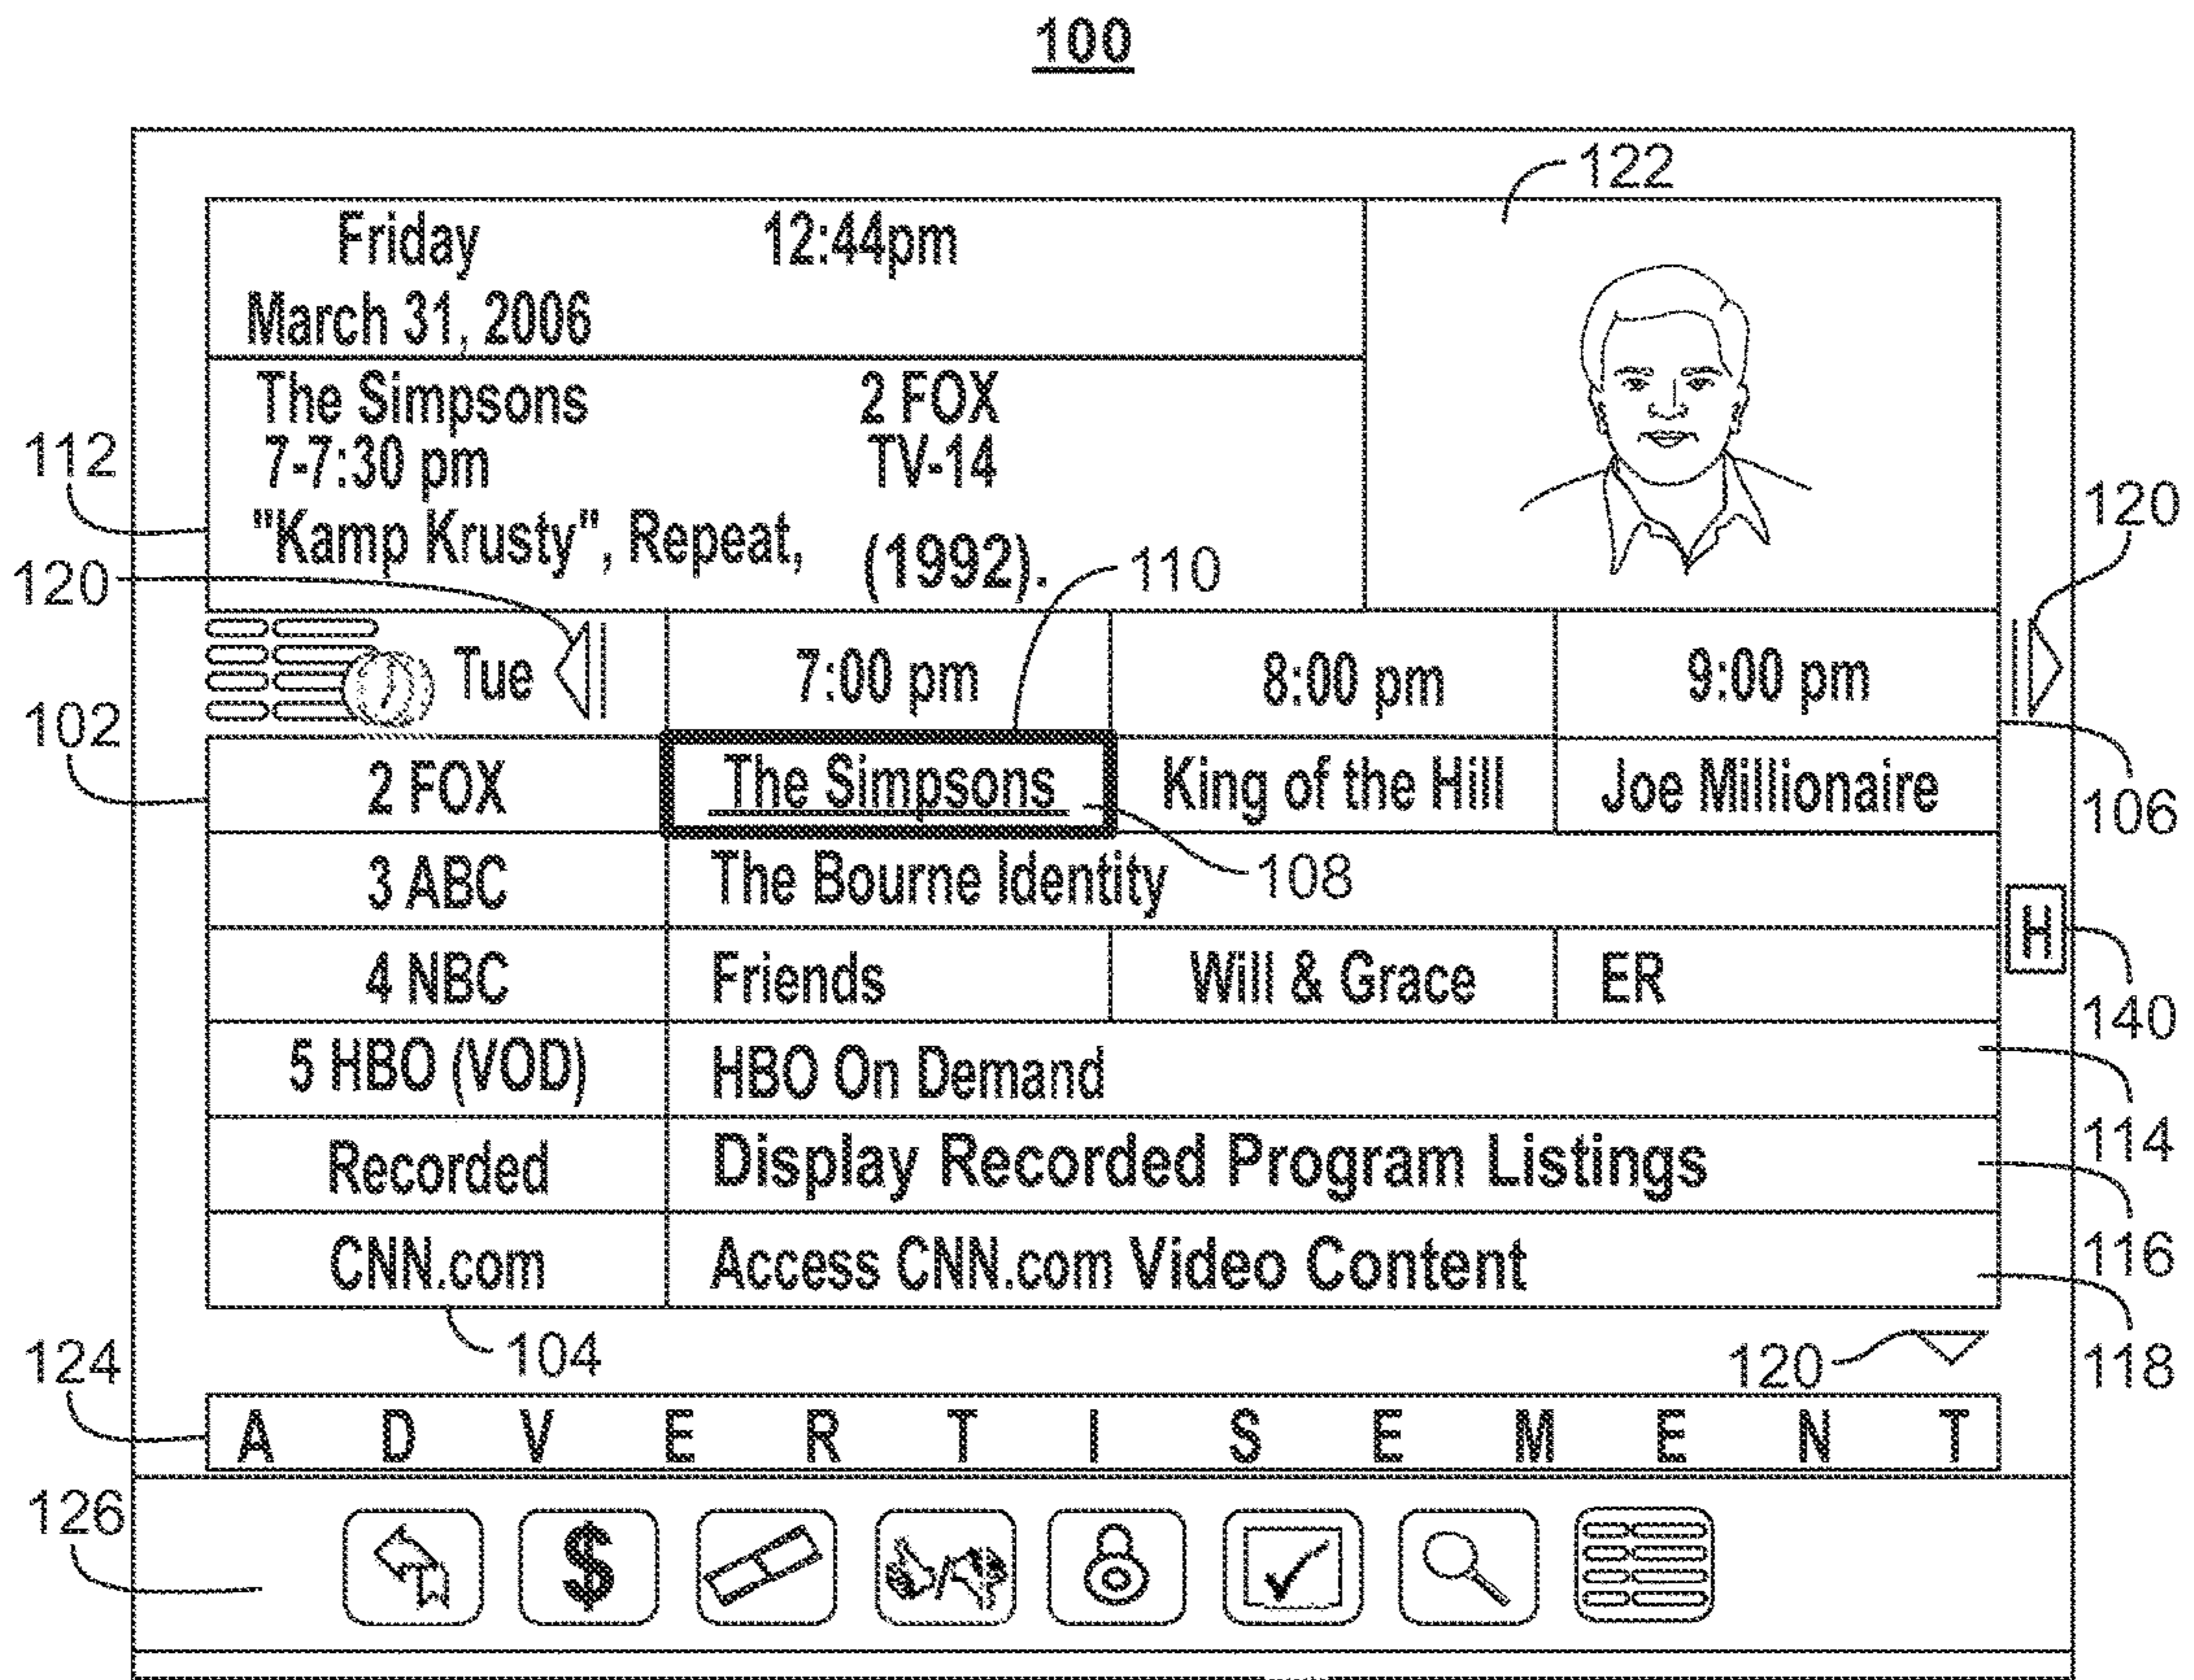 100
122
Friday 12:44pm
March 31, 2006
The Simpsons 2 FOX
112 7-7:30 pm TV-14
120
"Kamp Krusty", Repeat, (1992).
120 110
Tue 7:00 pm 8:00 pm 9:00 pm
102
2 FOX The Simpsons King of the Hill Joe Millionaire
106
3 ABC The Bourne Identity 108
H
4 NBC Friends Will & Grace ER
140
5 HBO (VOD) HBO On Demand
114
Recorded Display Recorded Program Listings
116
CNN.com Access CNN.com Video Content
124 104 120 118
A D V E R T I S E M E N T
126
$